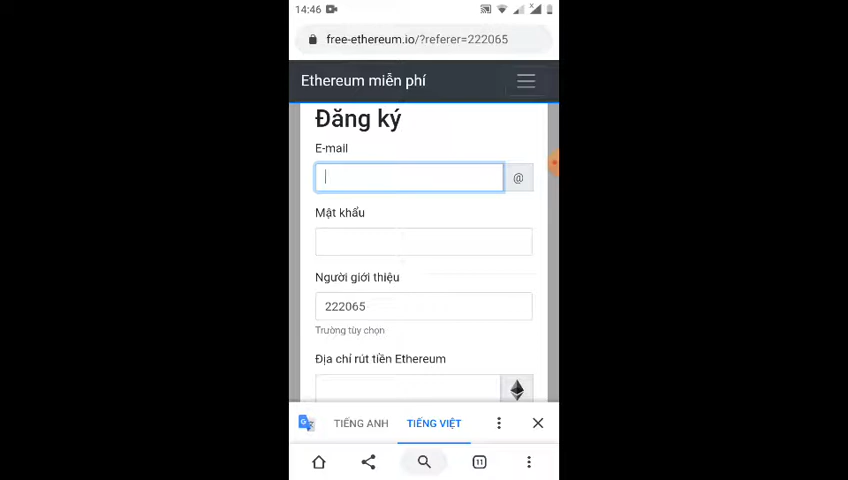 14:46
free-ethereum.io/?referer=222065
Ethereum miễn phí
Đăng ký
E-mail
@
Mật khẩu
Người giới thiệu
222065
Trường tùy chọn
Địa chỉ rút tiền Ethereum
TIẾNG ANH TIẾNG VIỆT
11